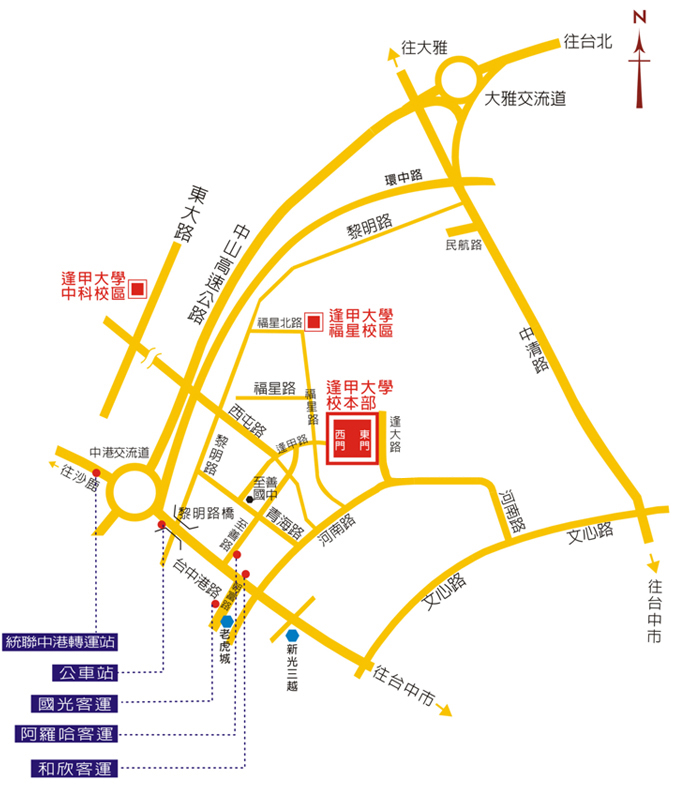 N
往台北
往大雅
大雅交流道
環中路
東大路
黎明路
中山高速公路
民航路
逢甲大學
中科校區
福星北路
逢甲大學
福星校區
中清路
福星路
福星路
逢甲大學
校本部
西屯路
逢大路
西門
東門
逢甲路
黎明路
中港交流道
往沙鹿
至善
國中
河南路
黎明路橋
青海路
河南路
至善路
文心路
台中港路
文心路
往台中市
老虎城
新光三越
統聯中港轉運站
公車站
往台中市
國光客運
阿羅哈客運
和欣客運